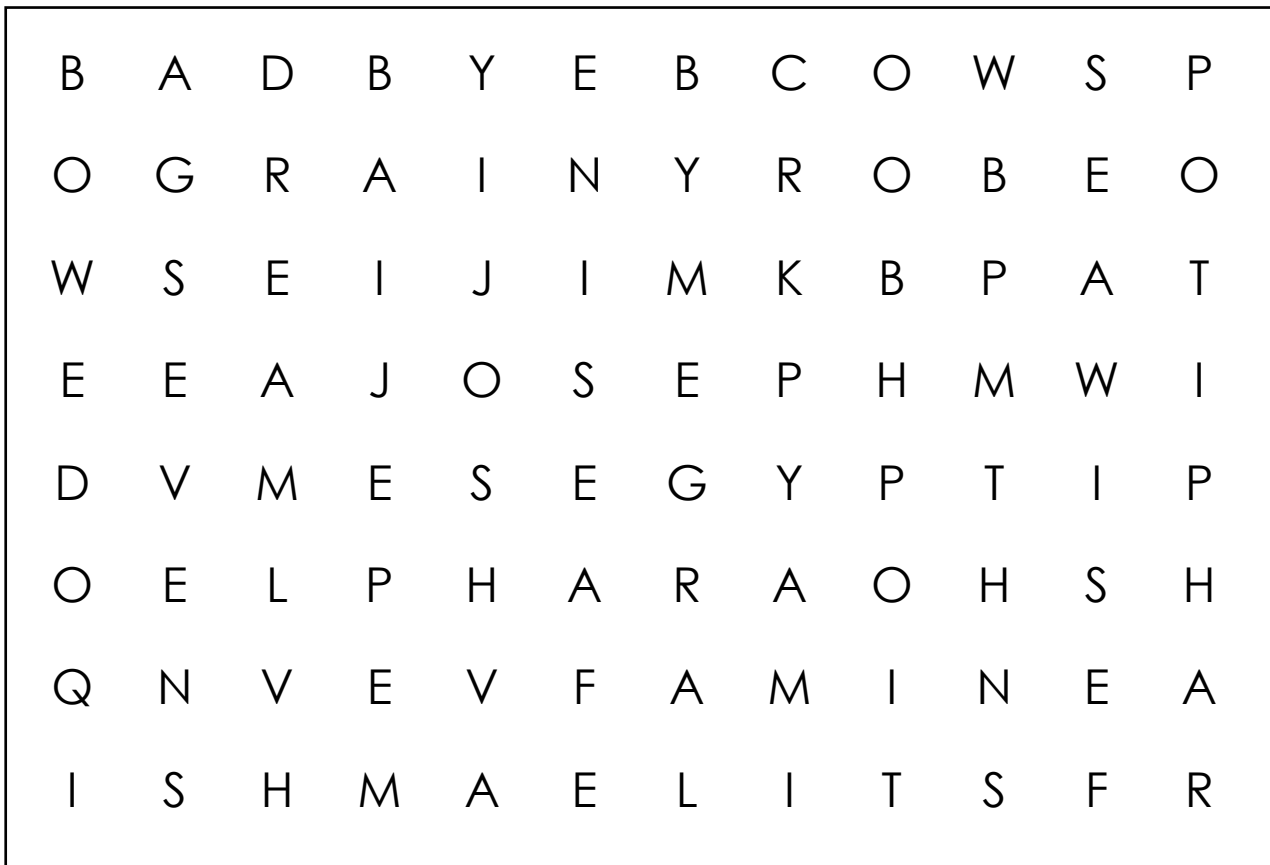 B A D B Y E B C O W S P
O G R A I N Y R O B E O
W S E I J I M K B P A T
E E A J O S E P H M W I
D V M E S E G Y P T I P
O E L P H A R A O H S H
Q N V E V F A M I N E A
I S H M A E L I T S F R